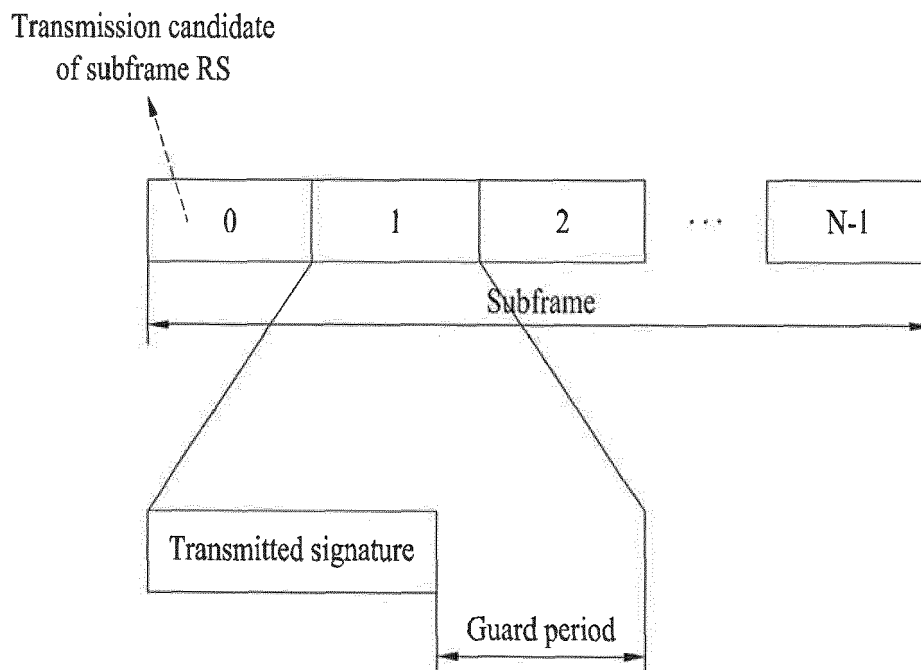 Transmission candidate
of subframe RS
0 1 2 ... N-1
Subframe
Transmitted signature
Guard period